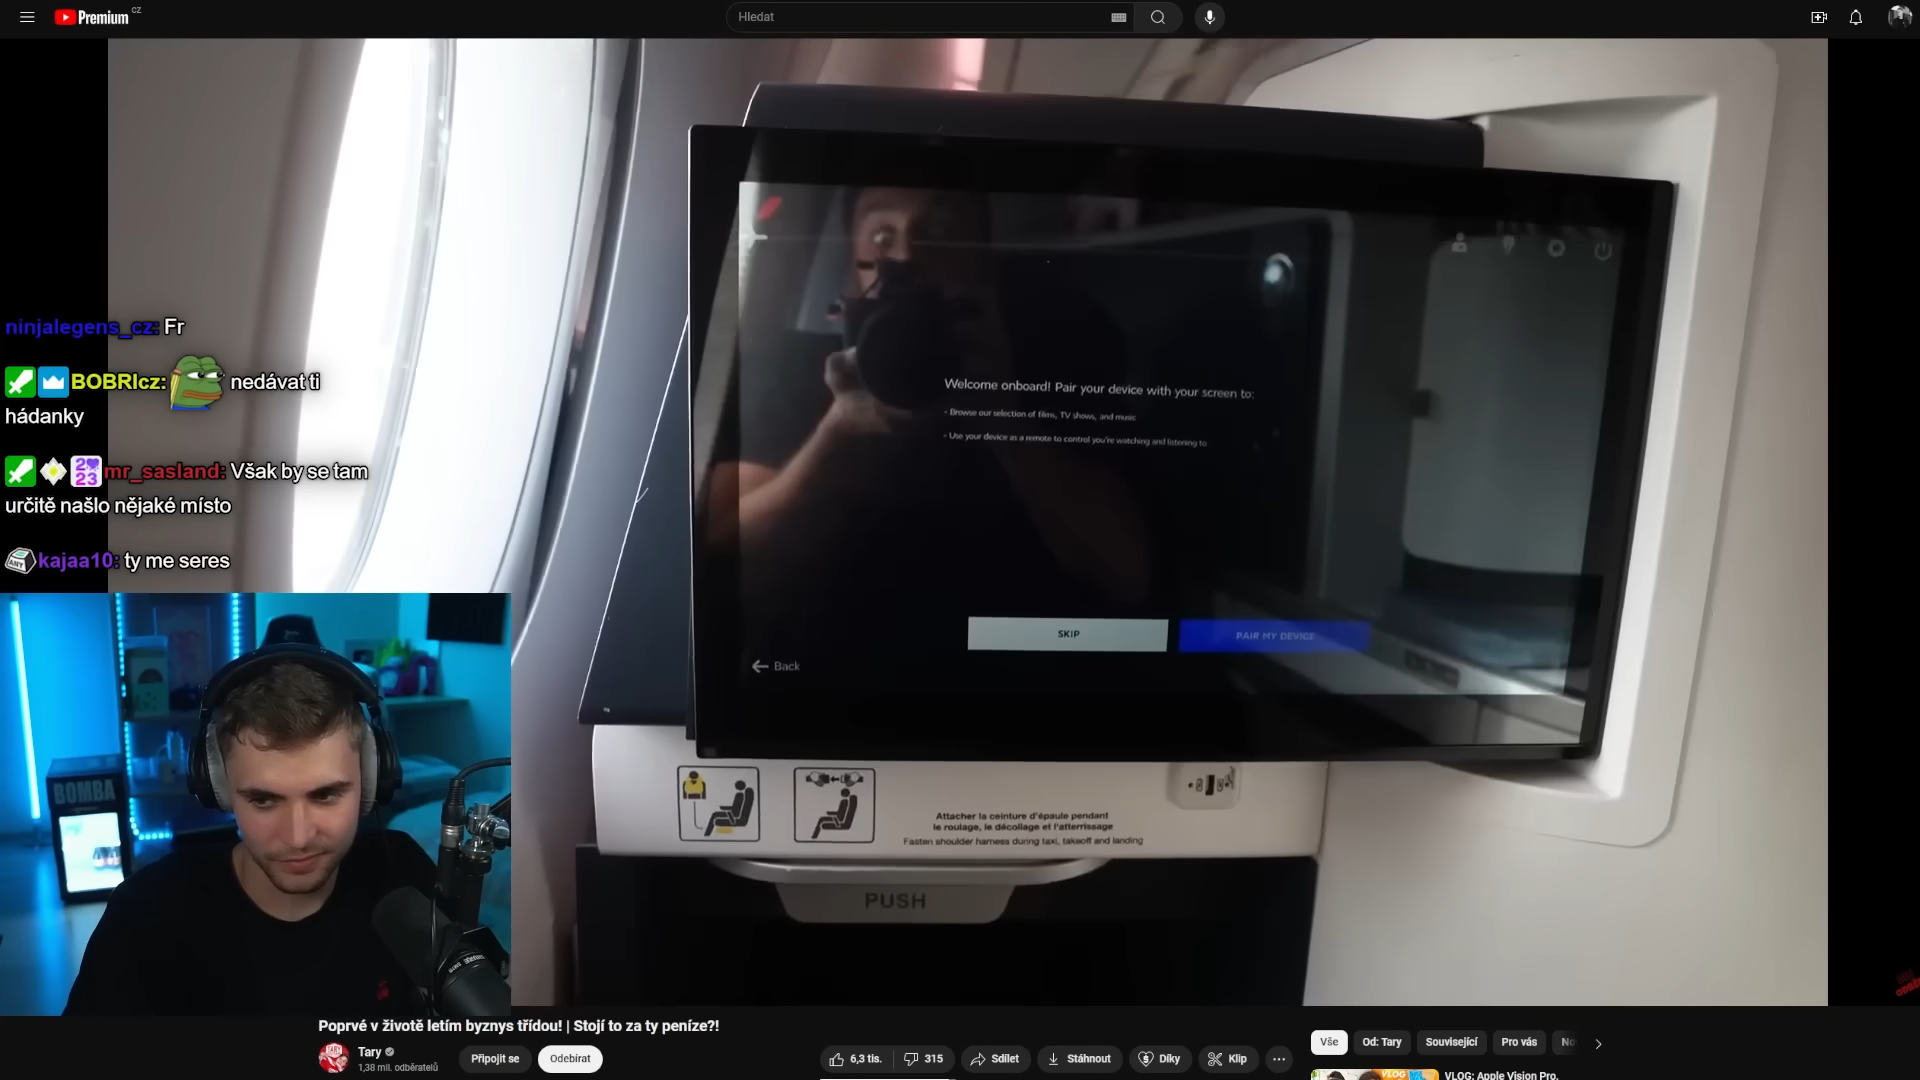 Premium CZ
Hledat
ninjalegens_cz: Fr
BOBRIcz: nedávat ti
hádanky
2023 mr_sasland: Však by se tam
určitě našlo nějaké místo
ANY kajaa10: ty me seres
Welcome onboard! Pair your device with your screen to:
- Browse our selection of films, TV shows, and music
- Use your device as a remote to control you're watching and listening to
SKIP
PAIR MY DEVICE
Back
BOMBA
Attacher la ceinture d'épaule pendant
le roulage, le décollage et l'atterrissage
Fasten shoulder harness during taxi, takeoff and landing
PUSH
Poprvé v životě letím byznys třídou! | Stojí to za ty peníze?!
Tary
1,38 mil. odběratelů
Připojit se
Odebírat
6,3 tis.
315
Sdílet
Stáhnout
Díky
Klip
Vše
Od: Tary
Související
Pro vás
VLOG
VLOG: Apple Vision Pro,